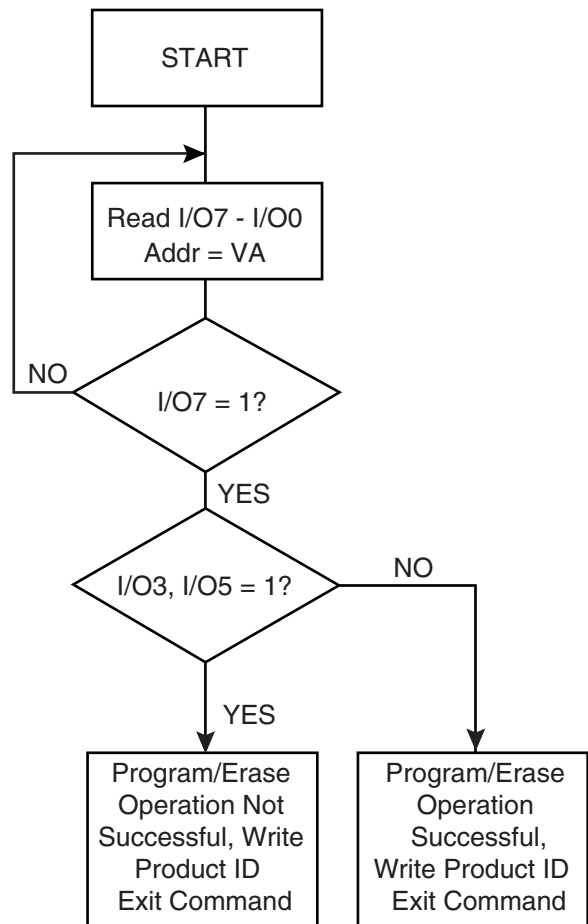 START
Read I/O7 - I/O0
Addr = VA
NO
I/O7 = 1?
YES
I/O3, I/O5 = 1?
NO
YES
Program/Erase
Operation Not
Successful, Write
Product ID
Exit Command
Program/Erase
Operation
Successful,
Write Product ID
Exit Command